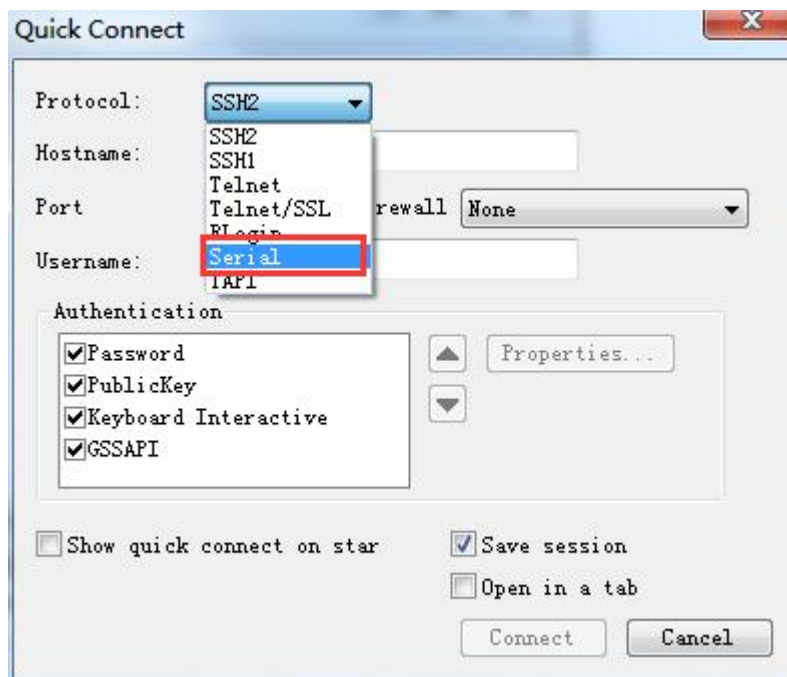 Quick Connect
Protocol:
SSH2
SSH2
SSH1
Hostname:
Telnet
Port
Telnet/SSL
rewall
None
RLogin
Username:
Serial
TAPI
Authentication
Password
Properties...
PublicKey
Keyboard Interactive
GSSAPI
Show quick connect on star
Save session
Open in a tab
Connect
Cancel